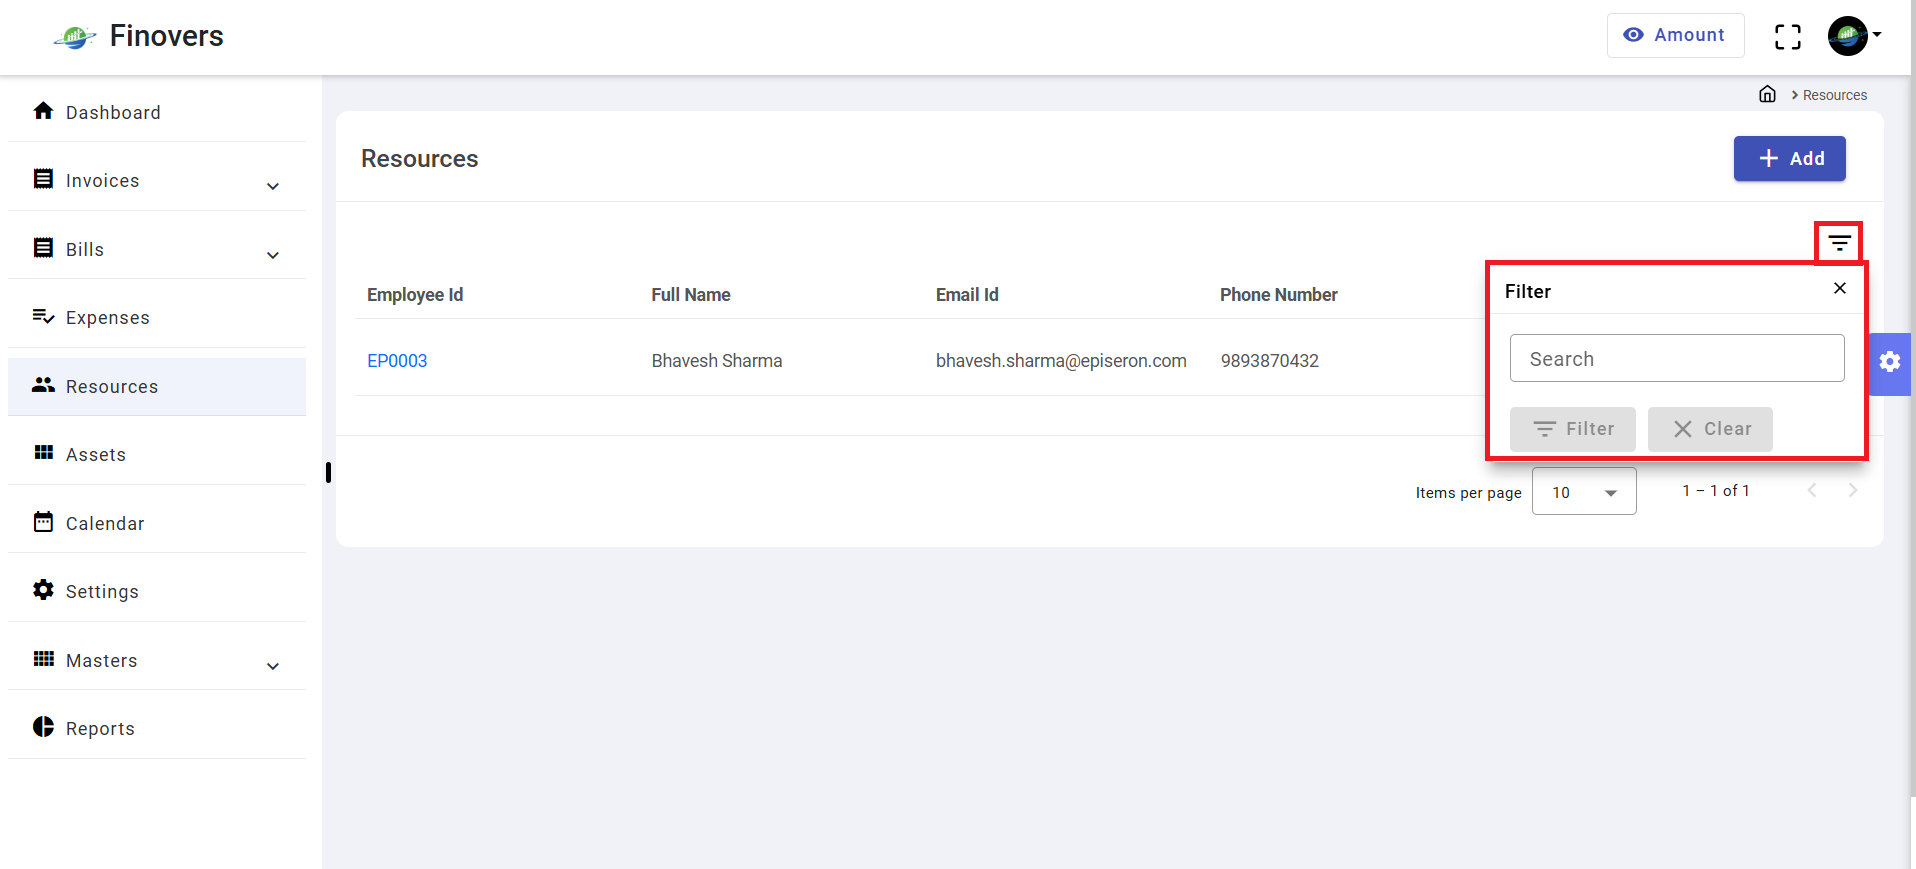 Finovers
Amount
Dashboard
Invoices
Bills
Expenses
Resources
Assets
Calendar
Settings
Masters
Reports
Resources
Resources
Add
Employee Id Full Name Email Id Phone Number
EP0003 Bhavesh Sharma bhavesh.sharma@episeron.com 9893870432
Filter
Search
Filter Clear
Items per page 10 1 – 1 of 1